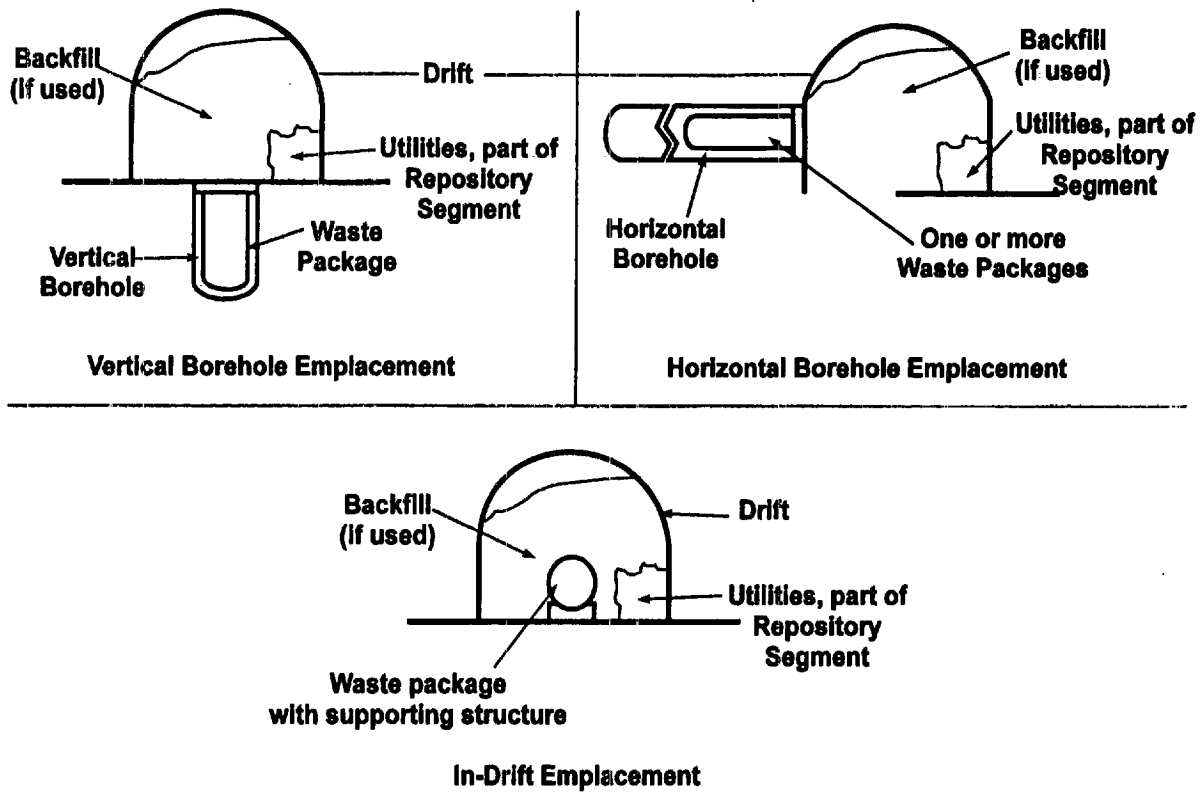 Backfill
(if used)
Drift
Utilities, part of
Repository
Segment
Waste
Package
Vertical
Borehole
Vertical Borehole Emplacement
Backfill
(if used)
Utilities, part of
Repository
Segment
Horizontal
Borehole
One or more
Waste Packages
Horizontal Borehole Emplacement
Backfill
(if used)
Drift
Utilities, part of
Repository
Segment
Waste package
with supporting structure
In-Drift Emplacement